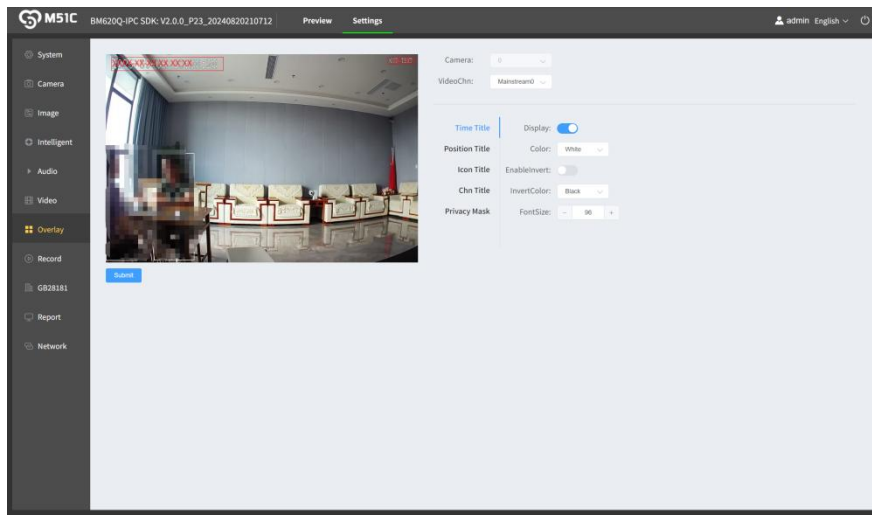 M51C BM620Q-IPC SDK: V2.0.0_P23_20240820210712 Preview Settings admin English
System
Camera
Image
Intelligent
Audio
Video
Overlay
Record
GB28181
Report
Network
Submit
Camera: 0
VideoChn: Mainstream0
Time Title
Position Title
Icon Title
Chn Title
Privacy Mask
Display:
Color: White
EnableInvert:
InvertColor: Black
FontSize: - 96 +